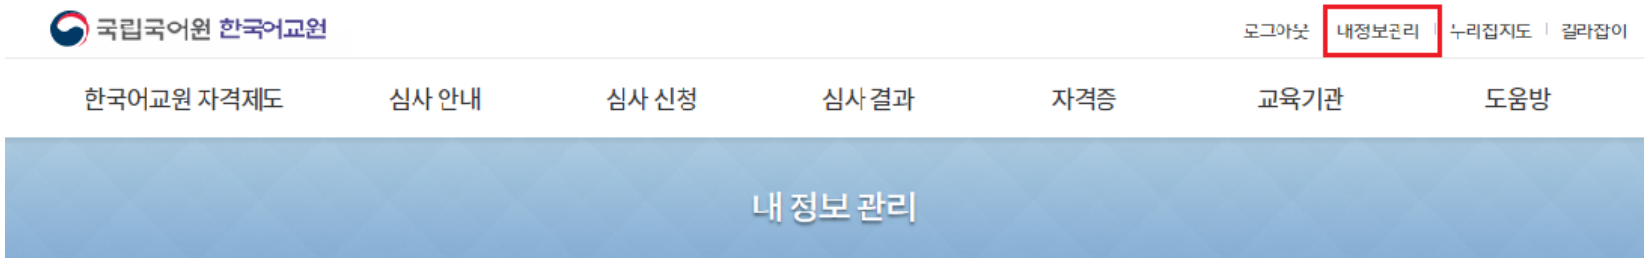 국립국어원 한국어교원
로그아웃 내정보관리 누리집지도 길라잡이
한국어교원 자격제도 심사 안내 심사 신청 심사 결과 자격증 교육기관 도움방
내 정보 관리